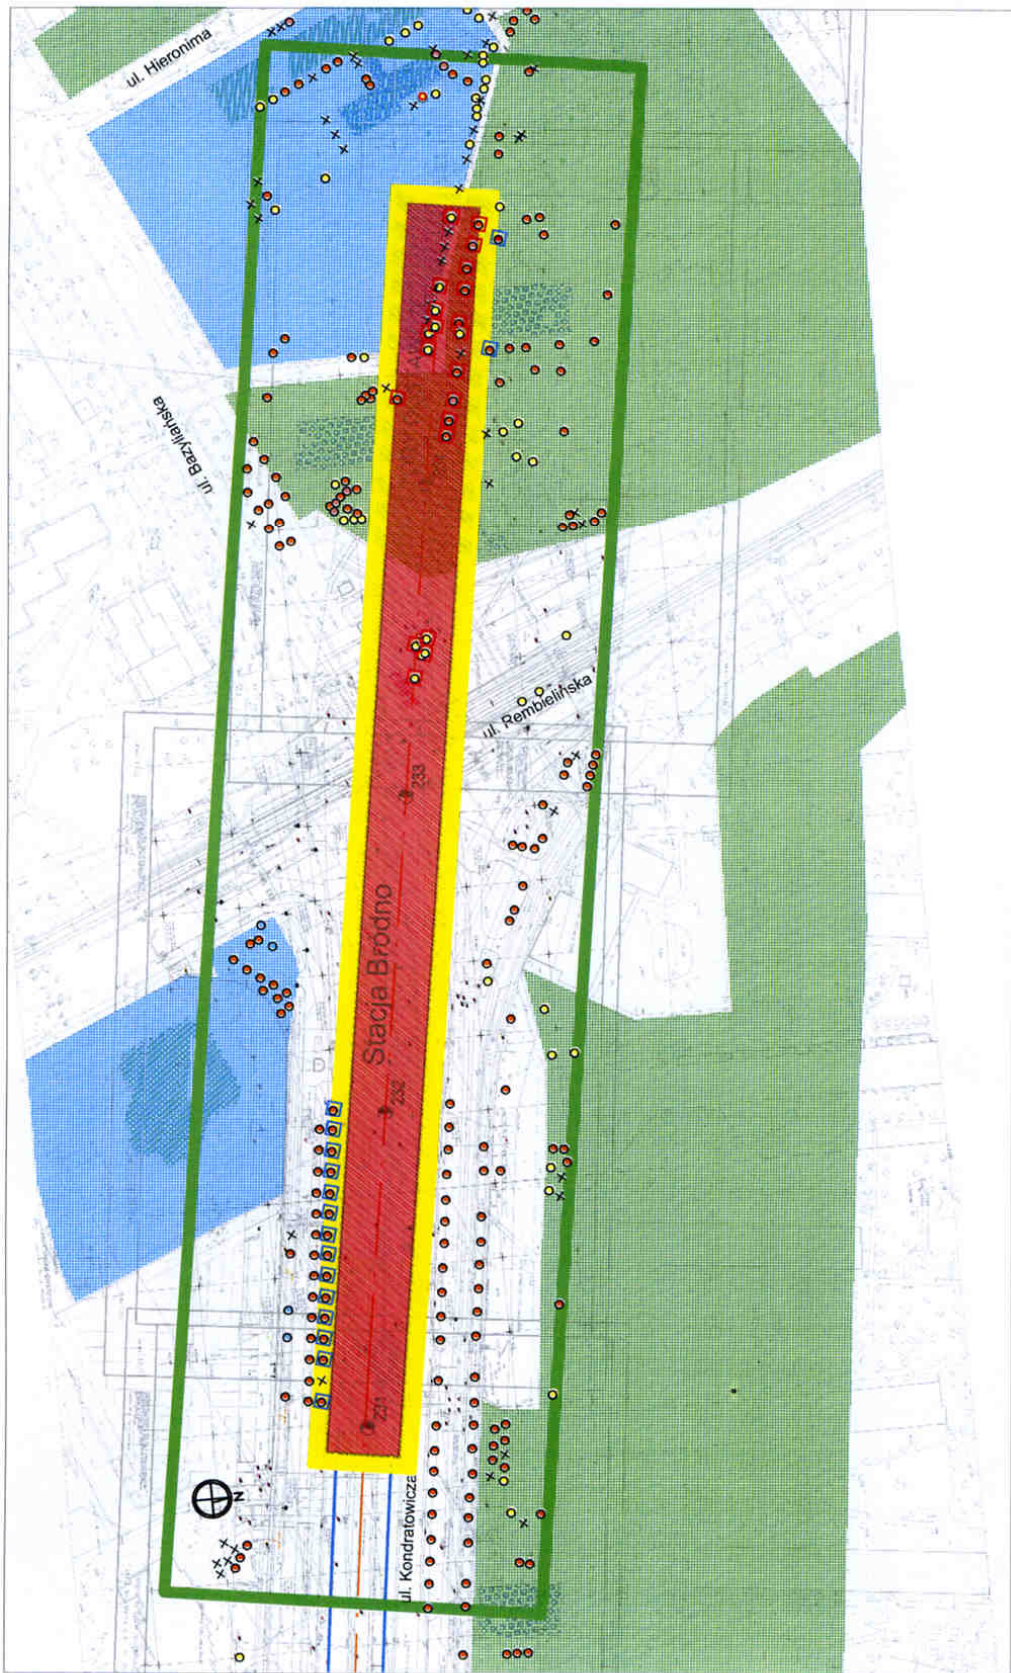 ul. Hieronima
ul. Bazyliańska
ul. Rembielińska
233
Stacja Bródno
232
231
N
ul. Kondratowicza